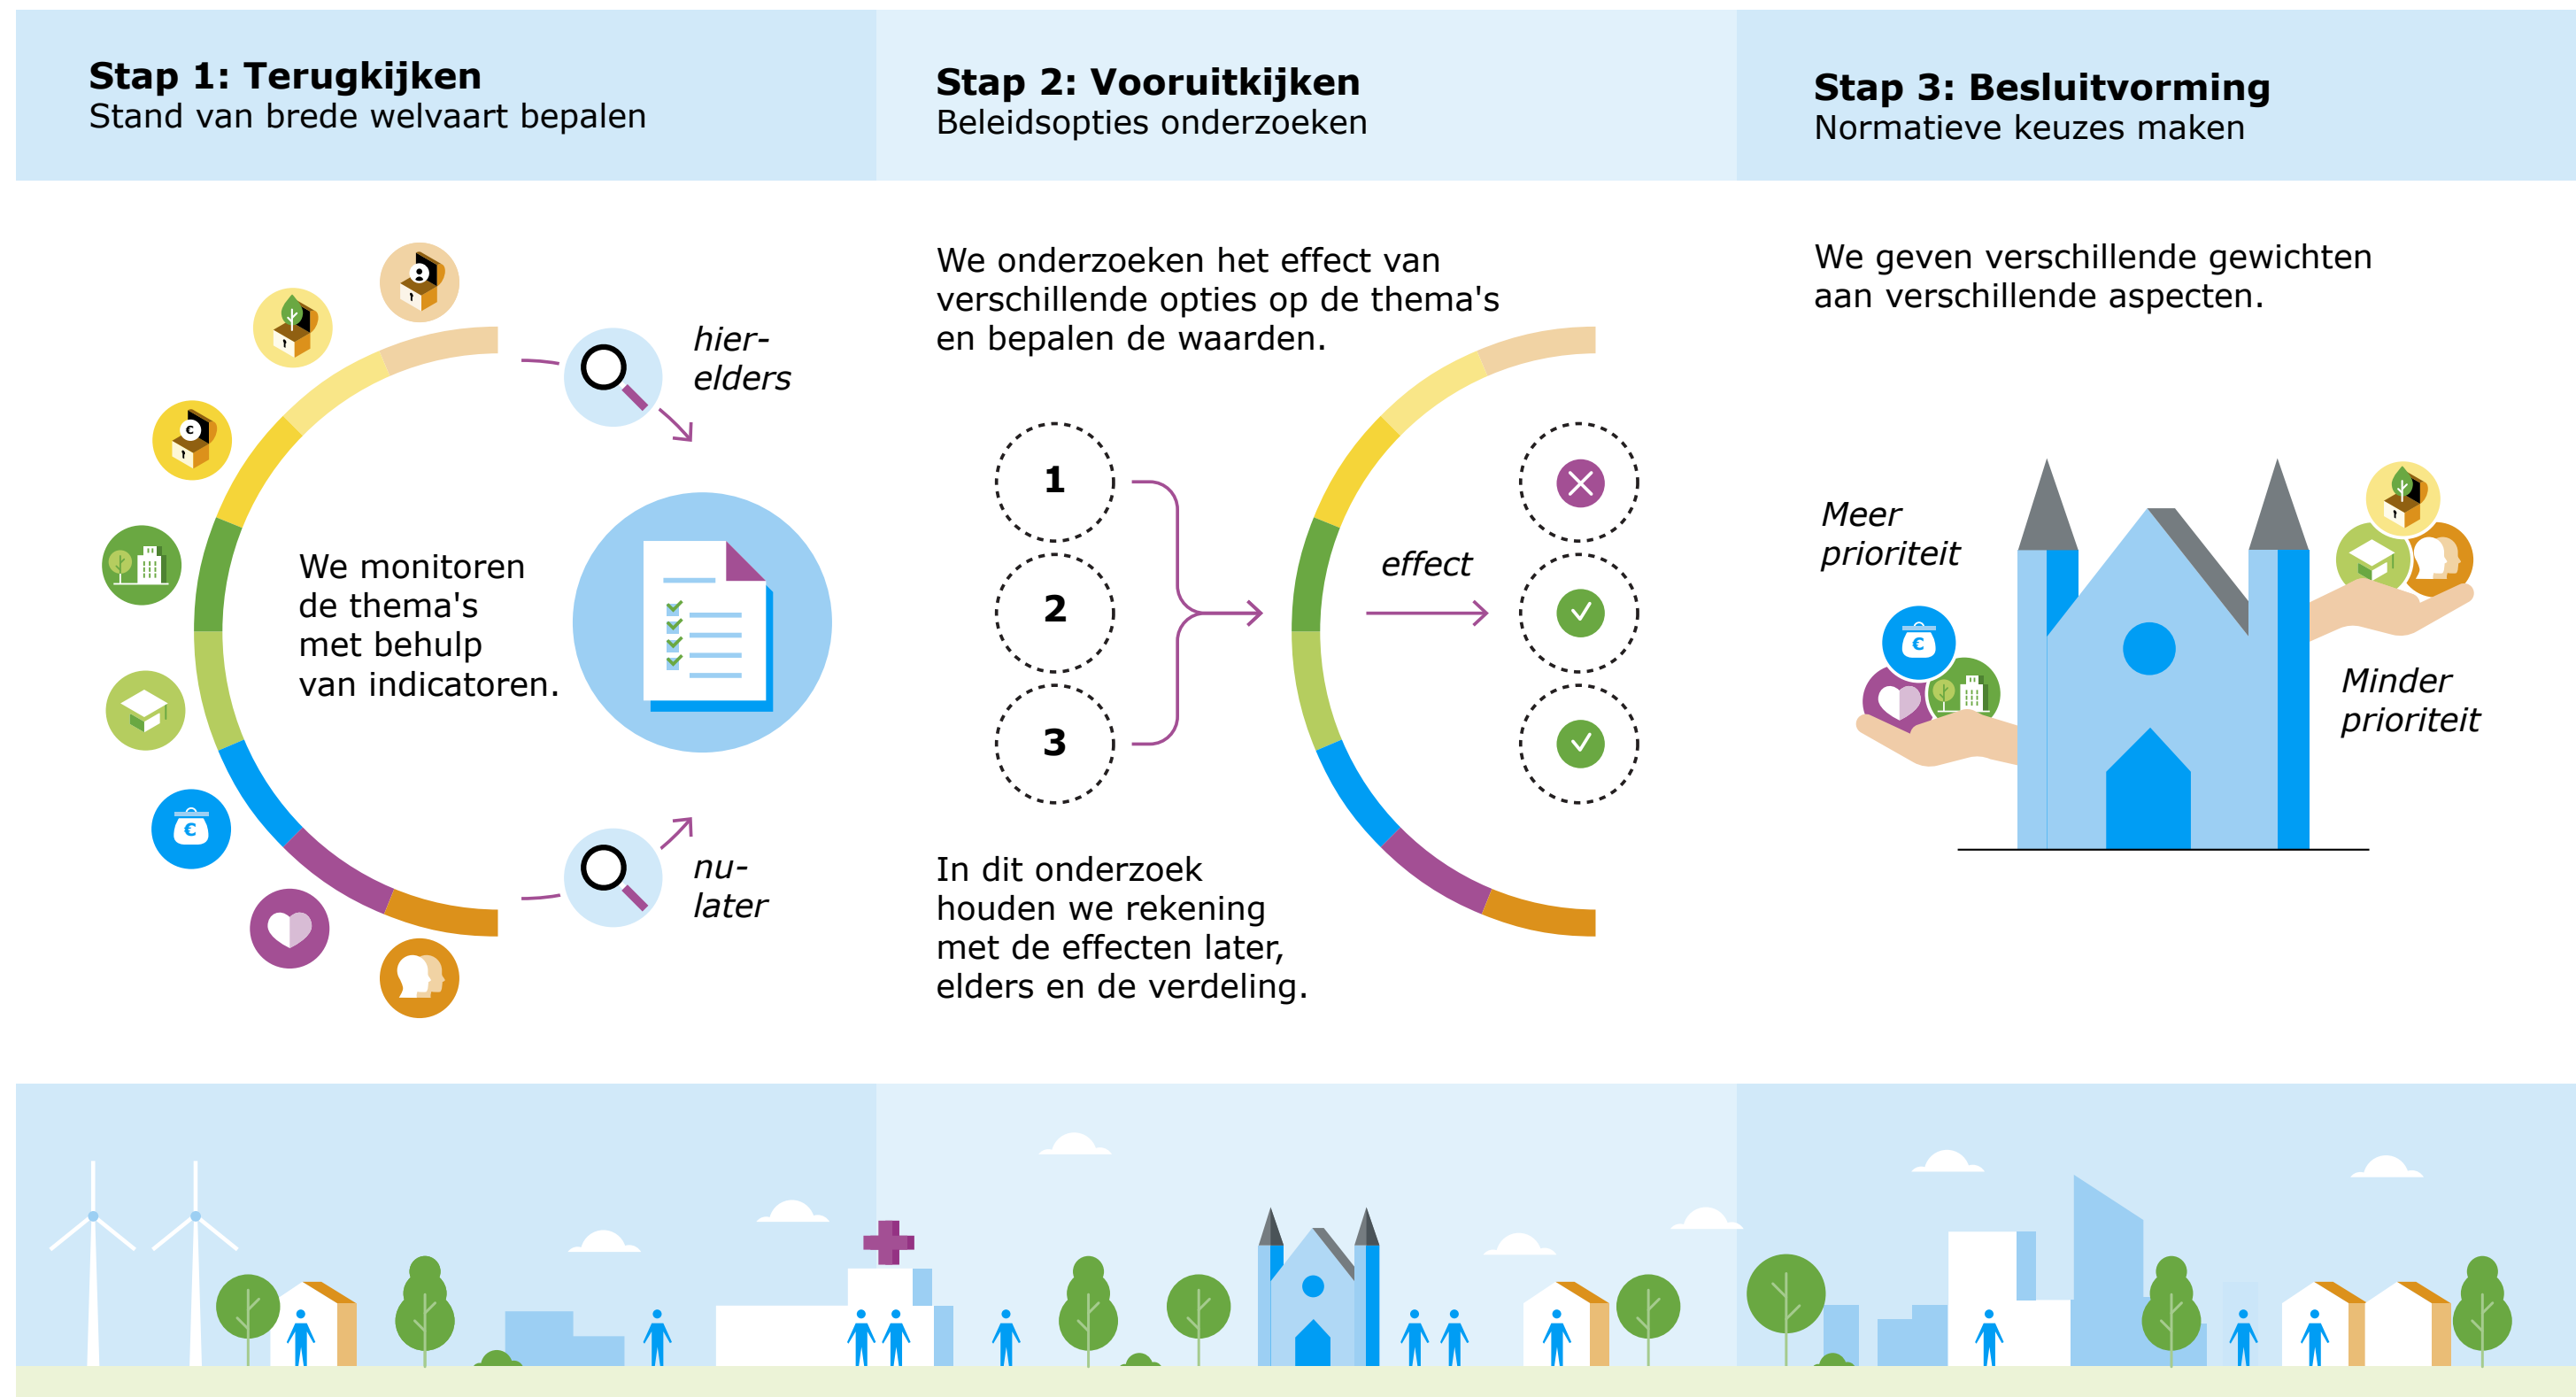 Stap 1: Terugkijken
Stand van brede welvaart bepalen
hier-
elders
We monitoren
de thema's
met behulp
van indicatoren.
nu-
later
€
€
Stap 2: Vooruitkijken
Beleidsopties onderzoeken
We onderzoeken het effect van
verschillende opties op de thema's
en bepalen de waarden.
1
2
3
effect
In dit onderzoek
houden we rekening
met de effecten later,
elders en de verdeling.
Stap 3: Besluitvorming
Normatieve keuzes maken
We geven verschillende gewichten
aan verschillende aspecten.
Meer
prioriteit
€
Minder
prioriteit